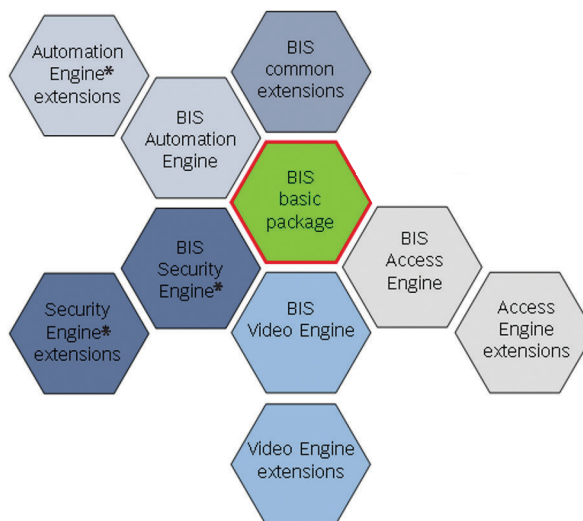 Automation
Engine*
extensions
BIS
common
extensions
BIS
Automation
Engine
BIS
basic
package
BIS
Security
Engine*
BIS
Access
Engine
Security
Engine*
extensions
BIS
Video Engine
Access
Engine
extensions
Video Engine
extensions